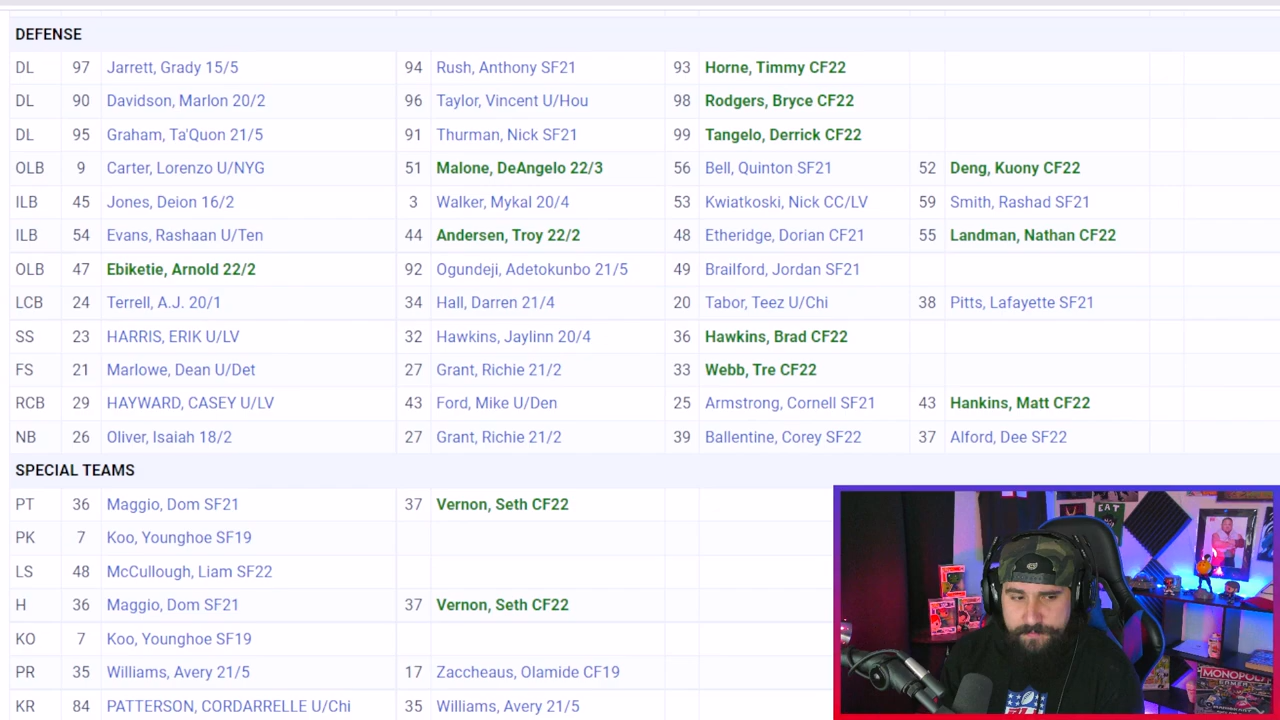 DEFENSE
DL 97 Jarrett, Grady 15/5 94 Rush, Anthony SF21 93 Horne, Timmy CF22
DL 90 Davidson, Marlon 20/2 96 Taylor, Vincent U/Hou 98 Rodgers, Bryce CF22
DL 95 Graham, Ta'Quon 21/5 91 Thurman, Nick SF21 99 Tangelo, Derrick CF22
OLB 9 Carter, Lorenzo U/NYG 51 Malone, DeAngelo 22/3 56 Bell, Quinton SF21 52 Deng, Kuony CF22
ILB 45 Jones, Deion 16/2 3 Walker, Mykal 20/4 53 Kwiatkoski, Nick CC/LV 59 Smith, Rashad SF21
ILB 54 Evans, Rashaan U/Ten 44 Andersen, Troy 22/2 48 Etheridge, Dorian CF21 55 Landman, Nathan CF22
OLB 47 Ebiketie, Arnold 22/2 92 Ogundeji, Adetokunbo 21/5 49 Brailford, Jordan SF21
LCB 24 Terrell, A.J. 20/1 34 Hall, Darren 21/4 20 Tabor, Teez U/Chi 38 Pitts, Lafayette SF21
SS 23 HARRIS, ERIK U/LV 32 Hawkins, Jaylinn 20/4 36 Hawkins, Brad CF22
FS 21 Marlowe, Dean U/Det 27 Grant, Richie 21/2 33 Webb, Tre CF22
RCB 29 HAYWARD, CASEY U/LV 43 Ford, Mike U/Den 25 Armstrong, Cornell SF21 43 Hankins, Matt CF22
NB 26 Oliver, Isaiah 18/2 27 Grant, Richie 21/2 39 Ballentine, Corey SF22 37 Alford, Dee SF22
SPECIAL TEAMS
PT 36 Maggio, Dom SF21 37 Vernon, Seth CF22
PK 7 Koo, Younghoe SF19
LS 48 McCullough, Liam SF22
H 36 Maggio, Dom SF21 37 Vernon, Seth CF22
KO 7 Koo, Younghoe SF19
PR 35 Williams, Avery 21/5 17 Zaccheaus, Olamide CF19
KR 84 PATTERSON, CORDARRELLE U/Chi 35 Williams, Avery 21/5
EAT
MONOPOLY
GAMER
NFL